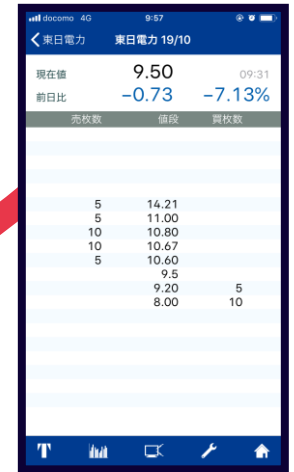 docomo 4G 9:57
東日電力 東日電力 19/10
現在値 9.50 09:31
前日比 -0.73 -7.13%
売枚数 値段 買枚数
5 14.21
5 11.00
10 10.80
10 10.67
5 10.60
9.5
9.20 5
8.00 10
T